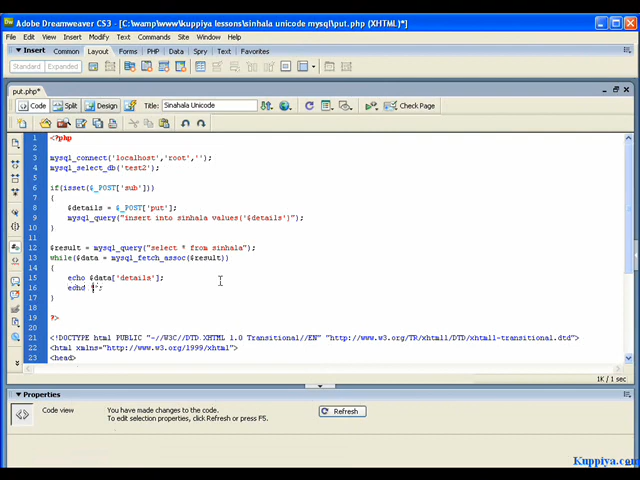 Adobe Dreamweaver CS3 - [C:\wamp\www\kuppiya lessons\sinhala unicode mysql\put.php (XHTML)*]
File Edit View Insert Modify Text Commands Site Window Help
Insert Common Layout Forms PHP Data Spry Text Favorites
Standard Expanded
put.php*
Code Split Design Title: Sinahala Unicode Check Page
1 <?php
2
3 mysql_connect('localhost','root','');
4 mysql_select_db('test2');
5
6 if(isset($_POST['sub']))
7 {
8 $details = $_POST['put'];
9 mysql_query("insert into sinhala values('$details')");
10 }
11
12 $result = mysql_query("select * from sinhala");
13 while($data = mysql_fetch_assoc($result))
14 {
15 echo $data['details'];
16 echo '';
17 }
18
19 ?>
20
21 <!DOCTYPE html PUBLIC "-//W3C//DTD XHTML 1.0 Transitional//EN" "http://www.w3.org/TR/xhtml1/DTD/xhtml1-transitional.dtd">
22 <html xmlns="http://www.w3.org/1999/xhtml">
23 <head>
1K / 1 sec
Properties
Code view You have made changes to the code. Refresh
To edit selection properties, click Refresh or press F5.
Kuppiya.com